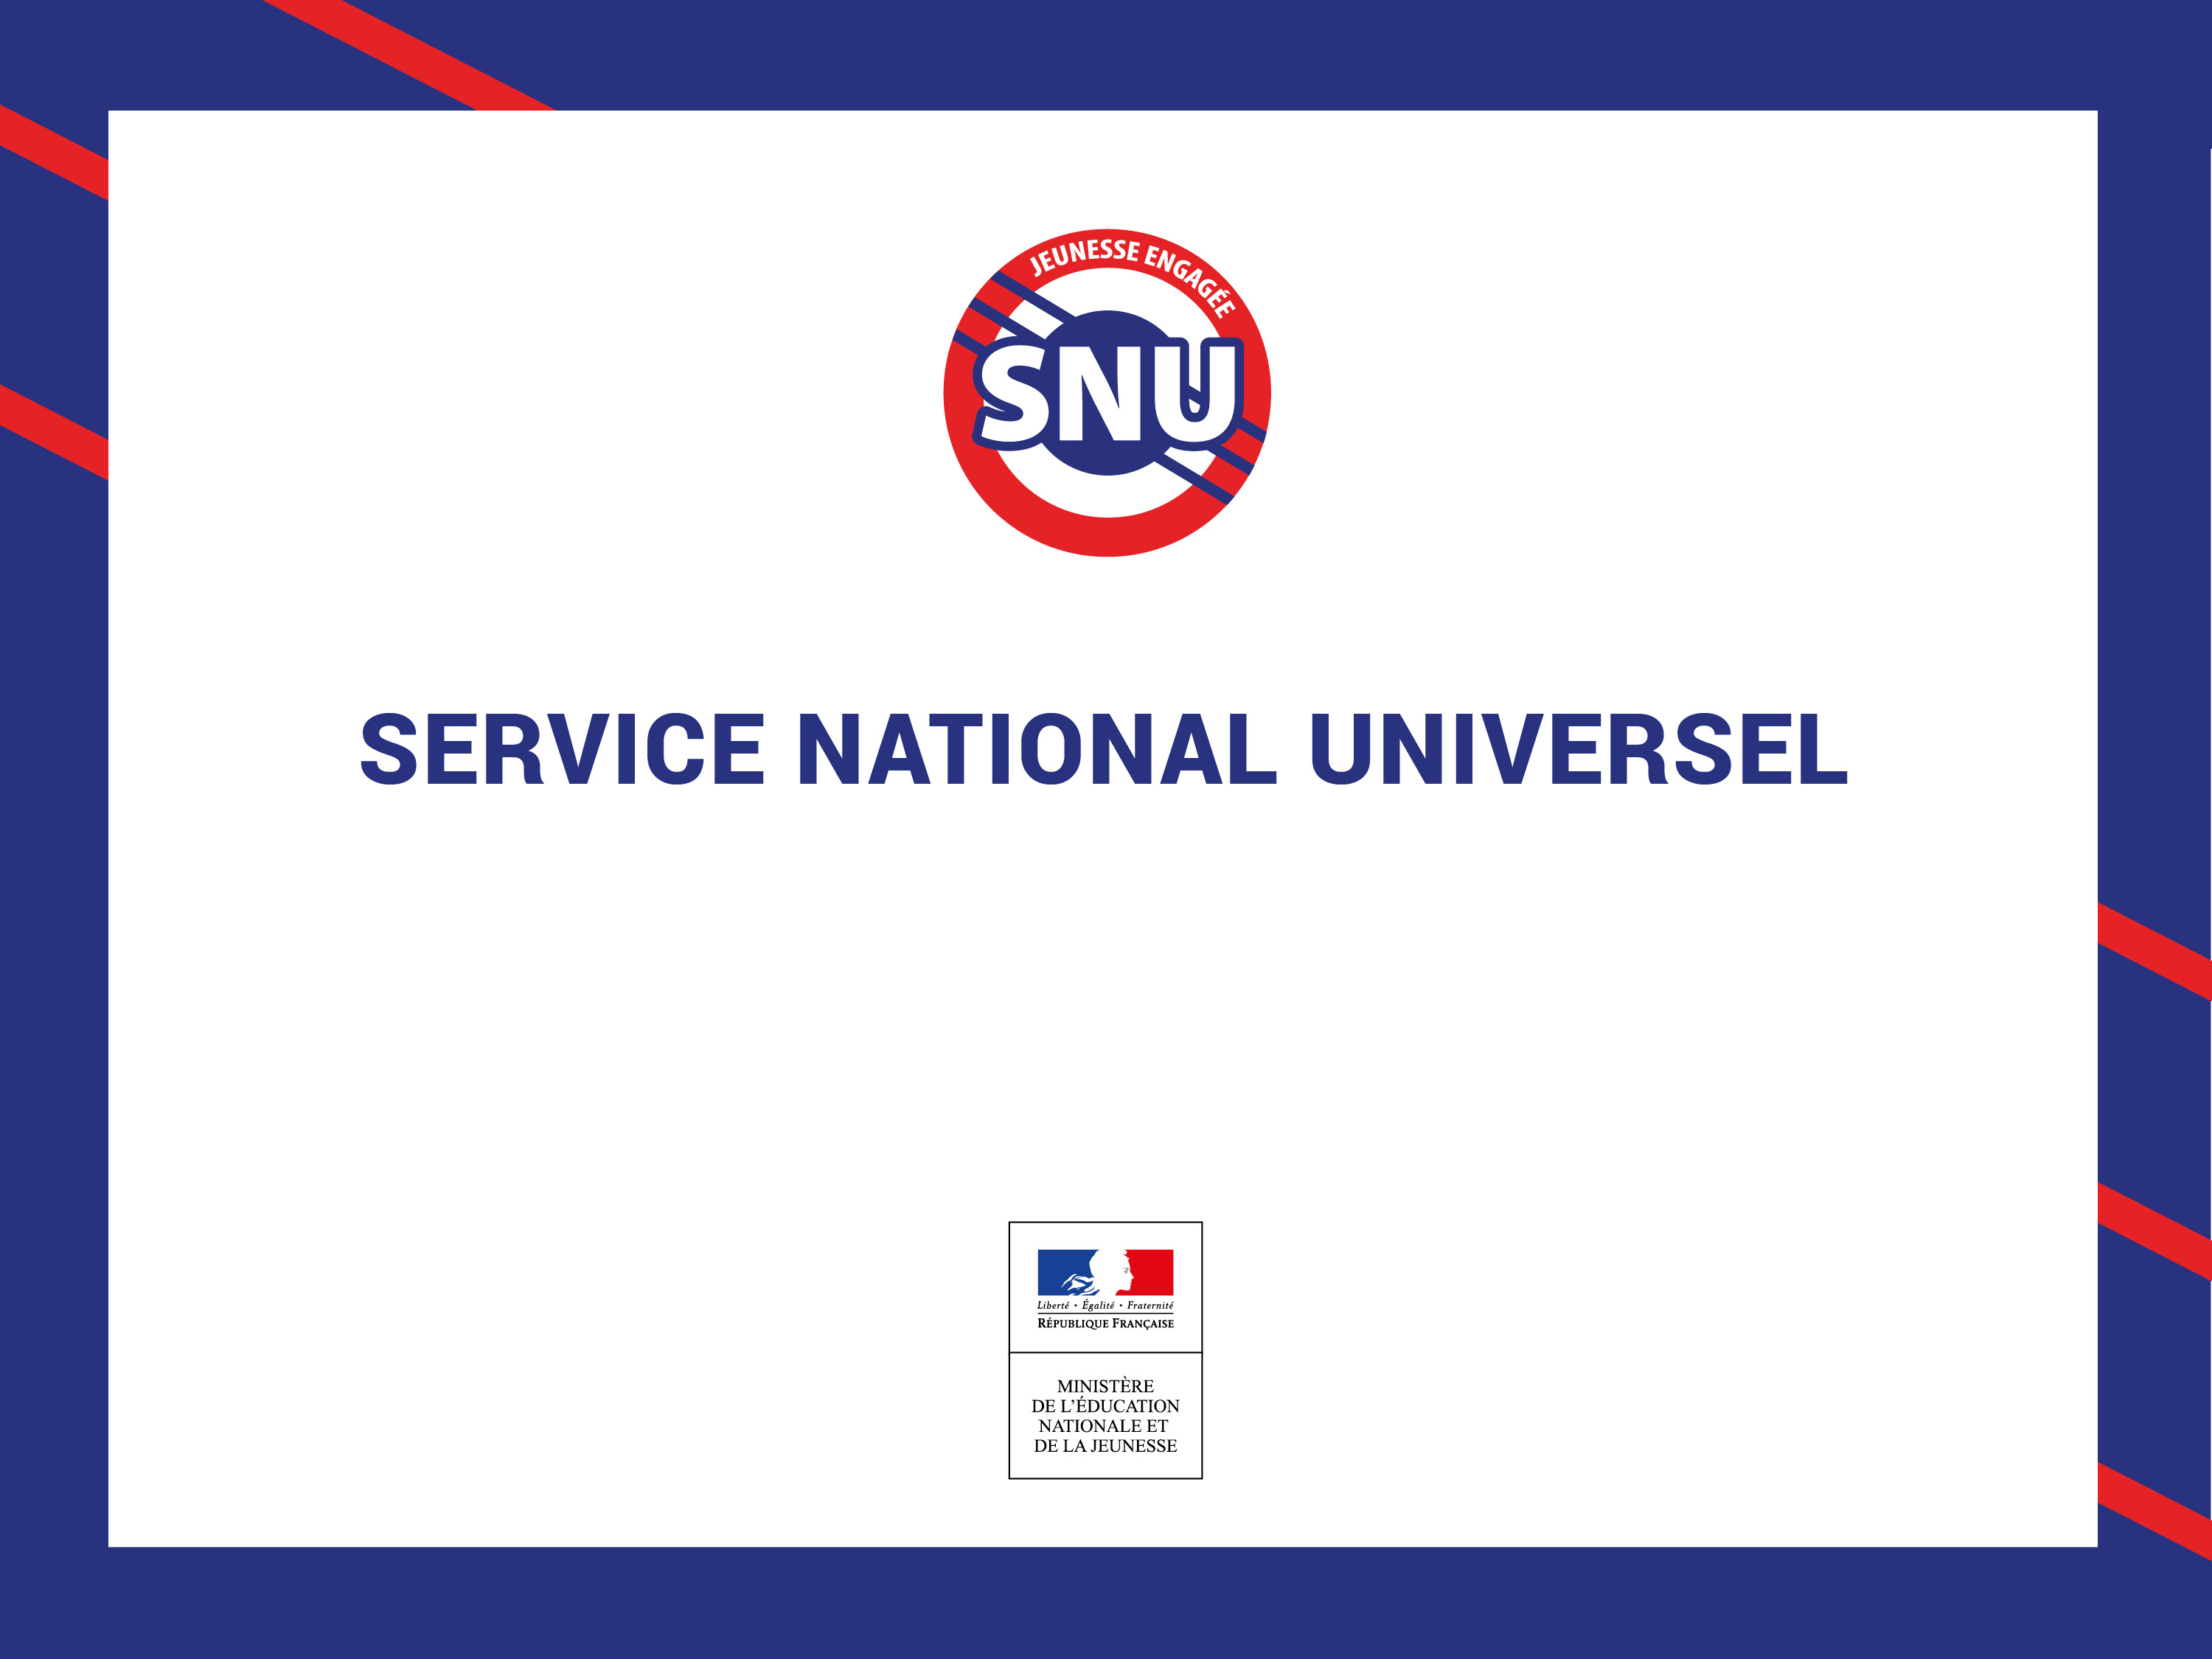 JEUNESSE ENGAGÉE
SNU
SERVICE NATIONAL UNIVERSEL
Liberté • Égalité • Fraternité
RÉPUBLIQUE FRANÇAISE
MINISTÈRE
DE L'ÉDUCATION
NATIONALE ET
DE LA JEUNESSE